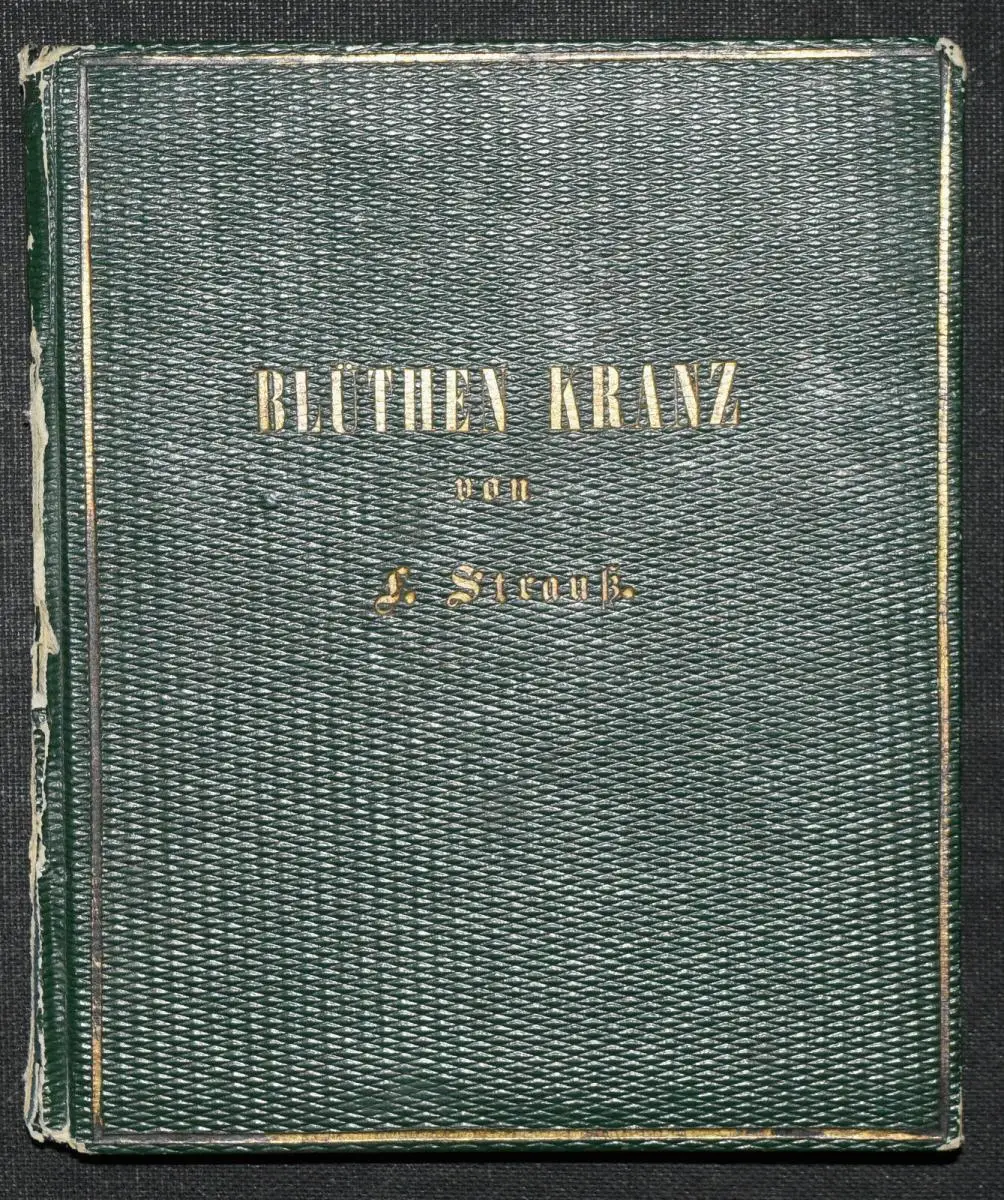 BLÜTHEN KRANZ
von
L. Strauß.